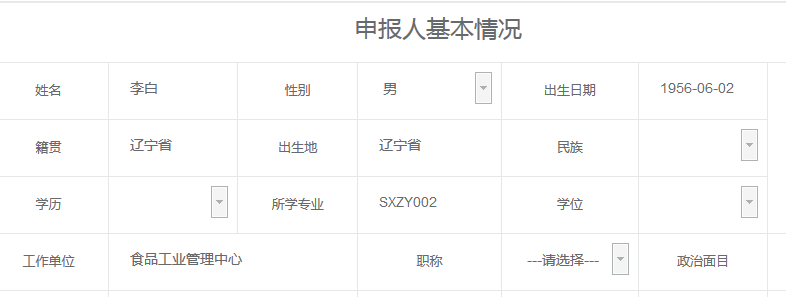 申报人基本情况
姓名 李白 性别 男 出生日期 1956-06-02
籍贯 辽宁省 出生地 辽宁省 民族
学历 所学专业 SXZY002 学位
工作单位 食品工业管理中心 职称 ---请选择--- 政治面目